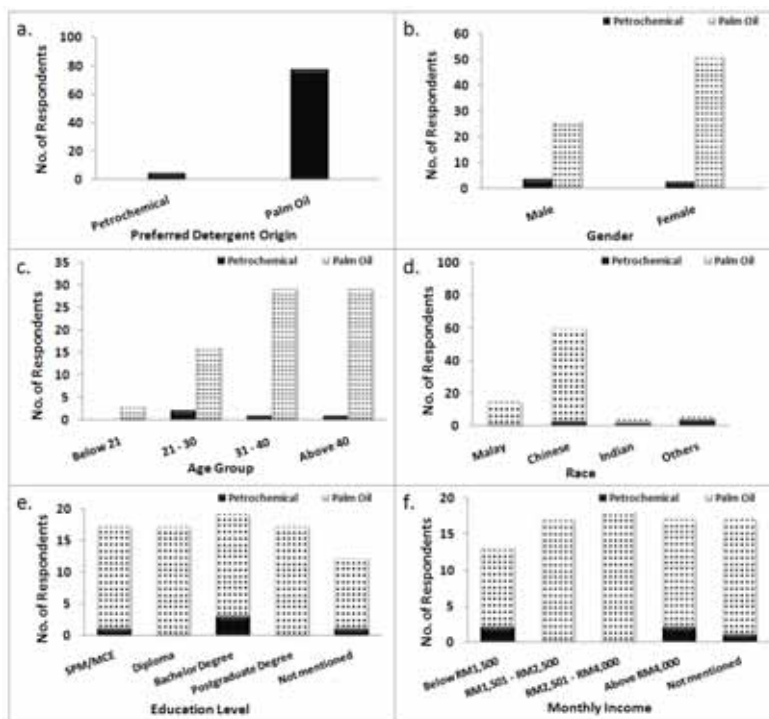 a.
100
80
60
40
20
0
No. of Respondents
Petrochemical
Palm Oil
Preferred Detergent Origin
b.
Petrochemical Palm Oil
60
50
40
30
20
10
0
No. of Respondents
Male
Female
Gender
c.
Petrochemical Palm Oil
35
30
25
20
15
10
5
0
No. of Respondents
Below 21
21 - 30
31 - 40
Above 40
Age Group
d.
Petrochemical Palm Oil
100
80
60
40
20
0
No. of Respondents
Malay
Chinese
Indian
Others
Race
e.
Petrochemical Palm Oil
20
15
10
5
0
No. of Respondents
SPM/MCE
Diploma
Bachelor Degree
Postgraduate Degree
Not mentioned
Education Level
f.
Petrochemical Palm Oil
20
15
10
5
0
No. of Respondents
Below RM1,500
RM1,501 - RM2,500
RM2,501 - RM4,000
Above RM4,000
Not mentioned
Monthly Income